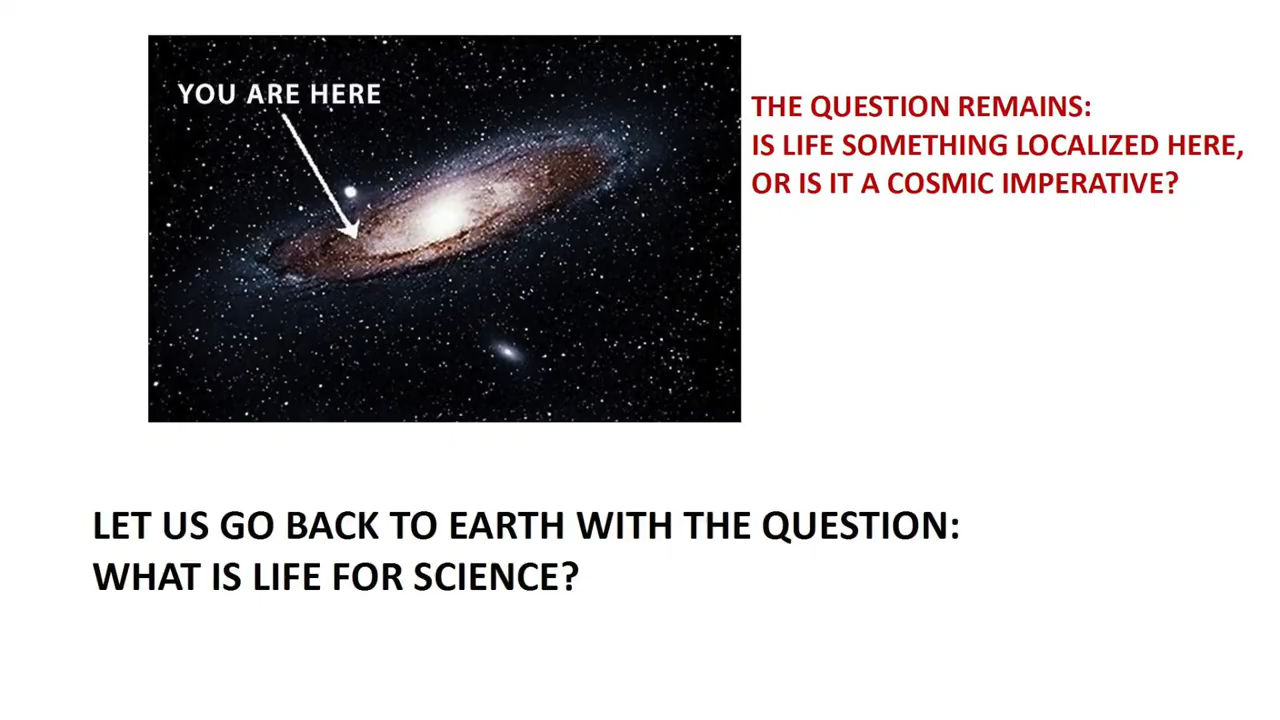 YOU ARE HERE
THE QUESTION REMAINS:
IS LIFE SOMETHING LOCALIZED HERE,
OR IS IT A COSMIC IMPERATIVE?
LET US GO BACK TO EARTH WITH THE QUESTION:
WHAT IS LIFE FOR SCIENCE?